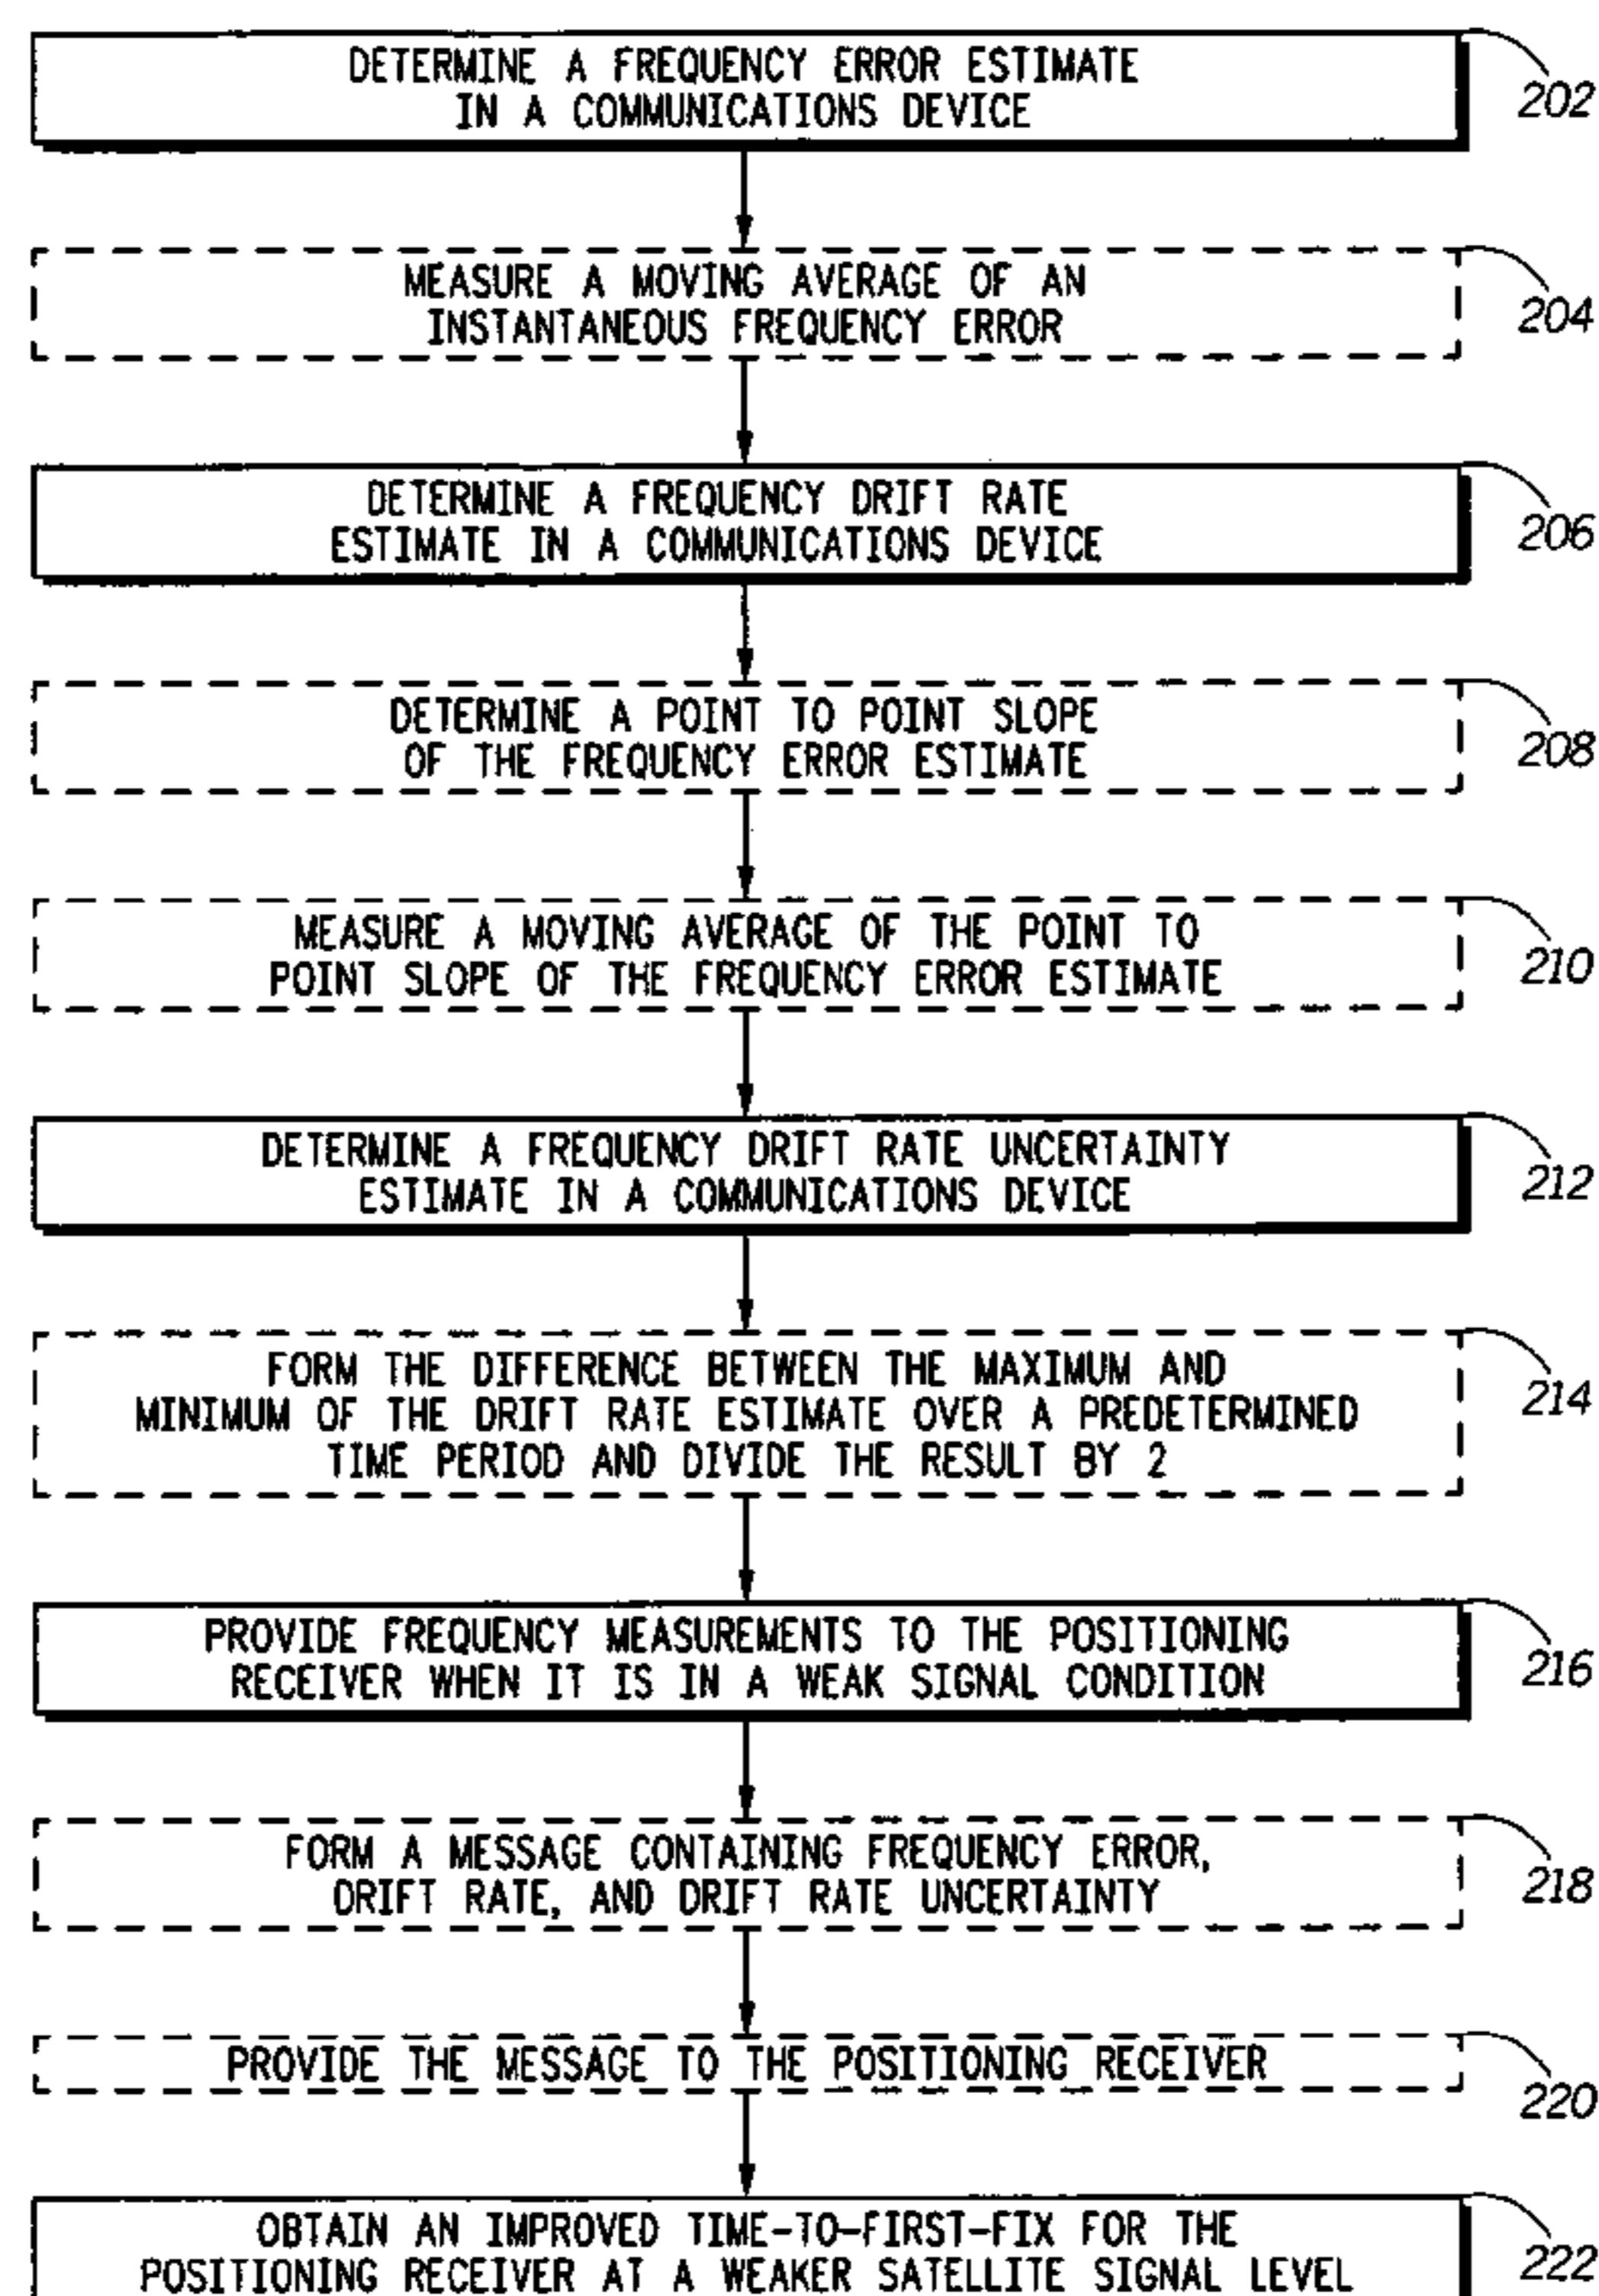 DETERMINE A FREQUENCY ERROR ESTIMATE
IN A COMMUNICATIONS DEVICE
202
MEASURE A MOVING AVERAGE OF AN
INSTANTANEOUS FREQUENCY ERROR
204
DETERMINE A FREQUENCY DRIFT RATE
ESTIMATE IN A COMMUNICATIONS DEVICE
206
DETERMINE A POINT TO POINT SLOPE
OF THE FREQUENCY ERROR ESTIMATE
208
MEASURE A MOVING AVERAGE OF THE POINT TO
POINT SLOPE OF THE FREQUENCY ERROR ESTIMATE
210
DETERMINE A FREQUENCY DRIFT RATE UNCERTAINTY
ESTIMATE IN A COMMUNICATIONS DEVICE
212
FORM THE DIFFERENCE BETWEEN THE MAXIMUM AND
MINIMUM OF THE DRIFT RATE ESTIMATE OVER A PREDETERMINED
TIME PERIOD AND DIVIDE THE RESULT BY 2
214
PROVIDE FREQUENCY MEASUREMENTS TO THE POSITIONING
RECEIVER WHEN IT IS IN A WEAK SIGNAL CONDITION
216
FORM A MESSAGE CONTAINING FREQUENCY ERROR,
DRIFT RATE, AND DRIFT RATE UNCERTAINTY
218
PROVIDE THE MESSAGE TO THE POSITIONING RECEIVER
220
OBTAIN AN IMPROVED TIME-TO-FIRST-FIX FOR THE
POSITIONING RECEIVER AT A WEAKER SATELLITE SIGNAL LEVEL
222